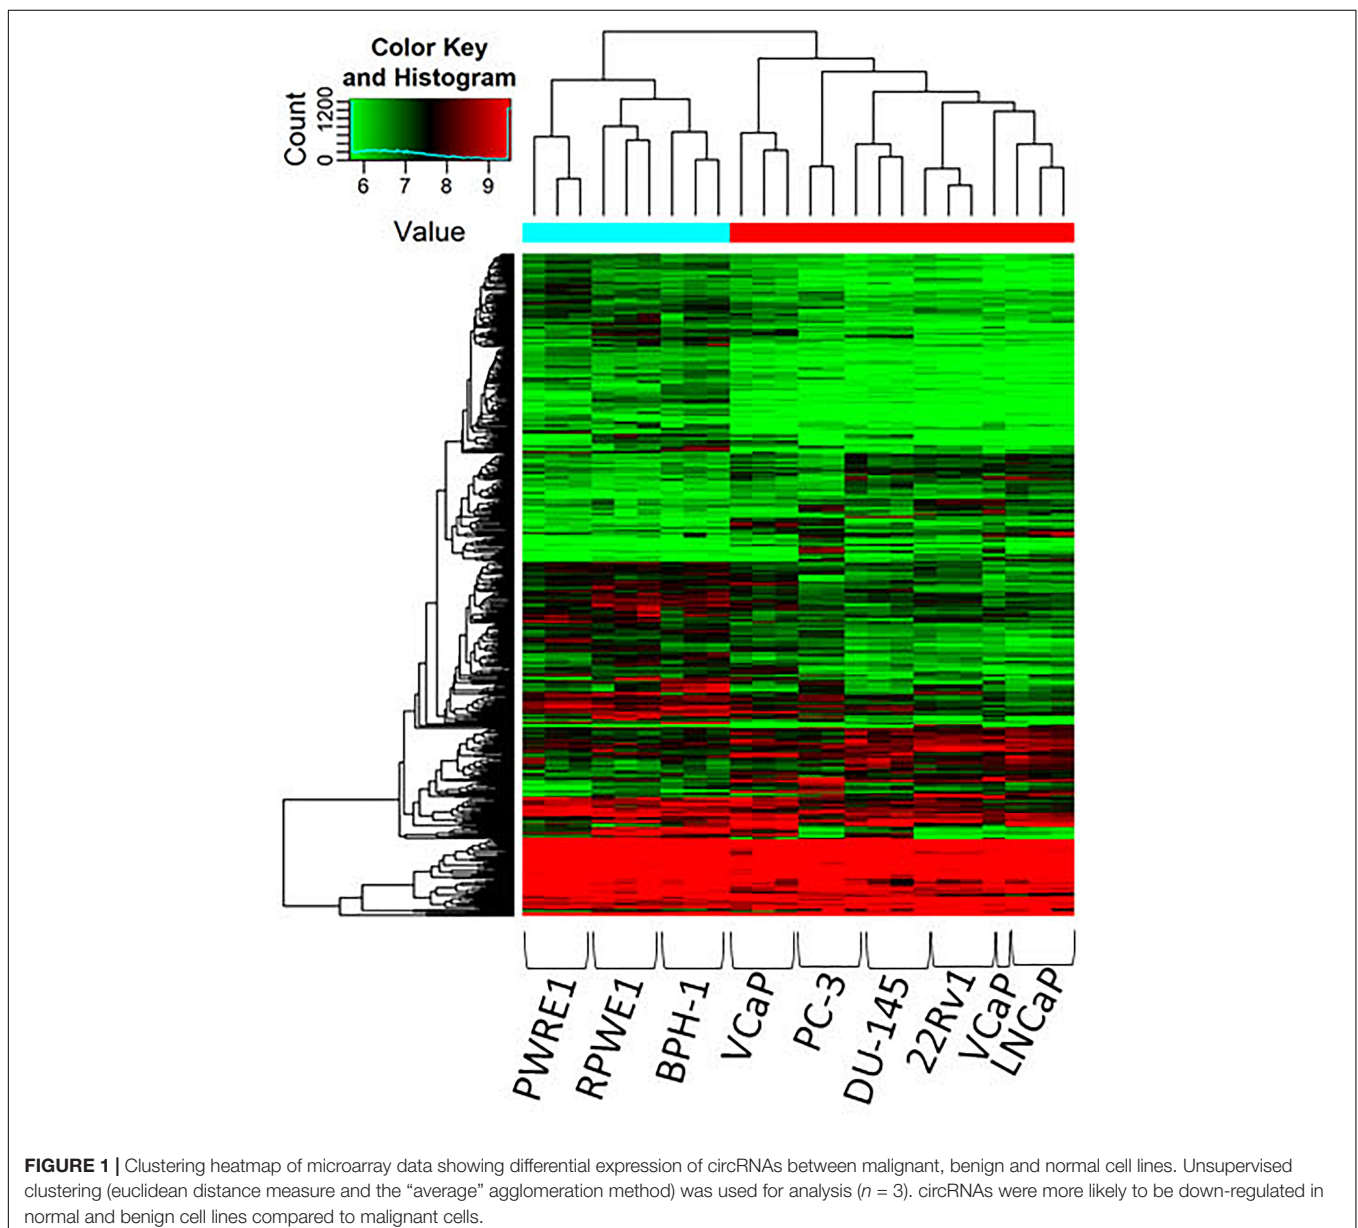 Color Key
and Histogram
Count
0 1200
6 7 8 9
Value
PWRE1 RPWE1 BPH-1 VCaP PC-3 DU-145 22Rv1 VCaP LNCaP
FIGURE 1 | Clustering heatmap of microarray data showing differential expression of circRNAs between malignant, benign and normal cell lines. Unsupervised
clustering (euclidean distance measure and the “average” agglomeration method) was used for analysis (n = 3). circRNAs were more likely to be down-regulated in
normal and benign cell lines compared to malignant cells.